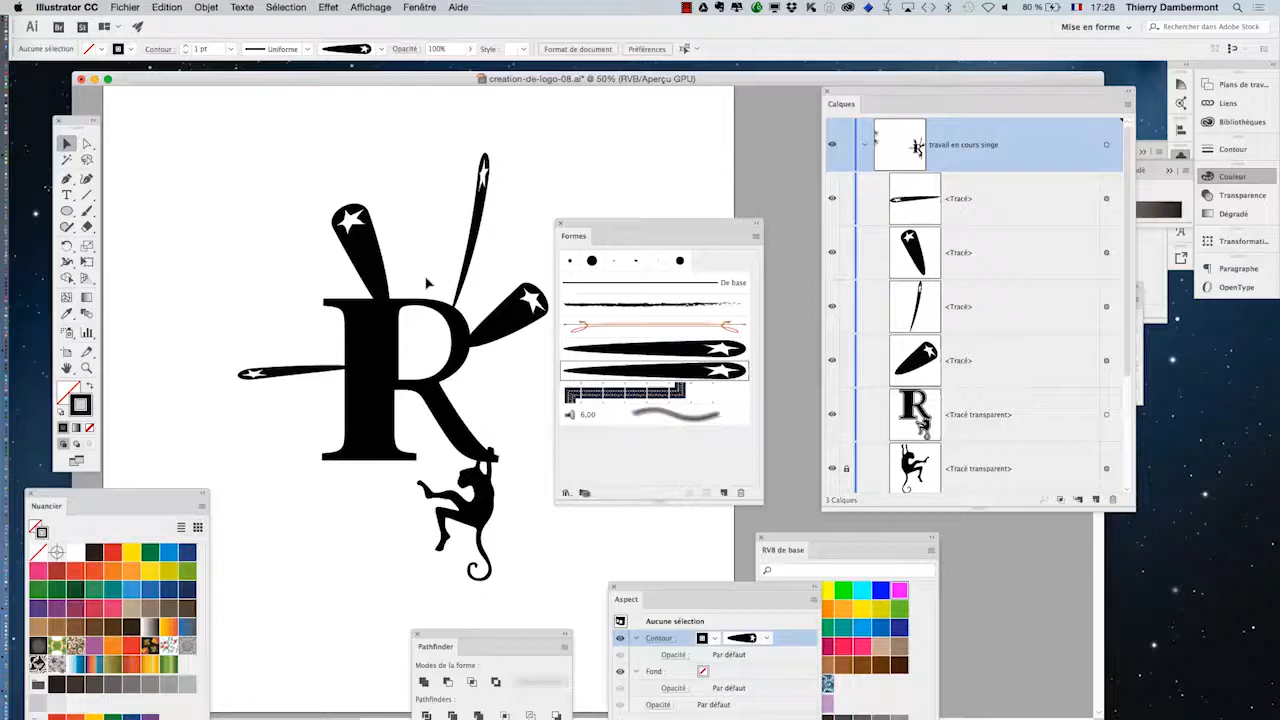 Illustrator CC Fichier Edition Objet Texte Sélection Effet Affichage Fenêtre Aide 80 % Ven. 17:28 Thierry Dambermont
Ai Br St Mise en forme Rechercher dans Adobe Stock
Aucune sélection Contour : 1 pt Uniforme Opacité : 100% Style : Format de document Préférences
creation-de-logo-08.ai* @ 50% (RVB/Aperçu GPU)
Calques
travail en cours singe
<Tracé>
<Tracé>
<Tracé>
<Tracé>
<Tracé transparent>
<Tracé transparent>
3 Calques
Plans de trav...
Liens
Bibliothèques
Contour
Couleur
Transparence
Dégradé
Transformati...
Paragraphe
OpenType
Formes
De base
6,00
R
Nuancier
RVB de base
Aspect
Aucune sélection
Contour :
Opacité : Par défaut
Fond :
Opacité : Par défaut
Opacité : Par défaut
Pathfinder
Modes de la forme :
Pathfinders :